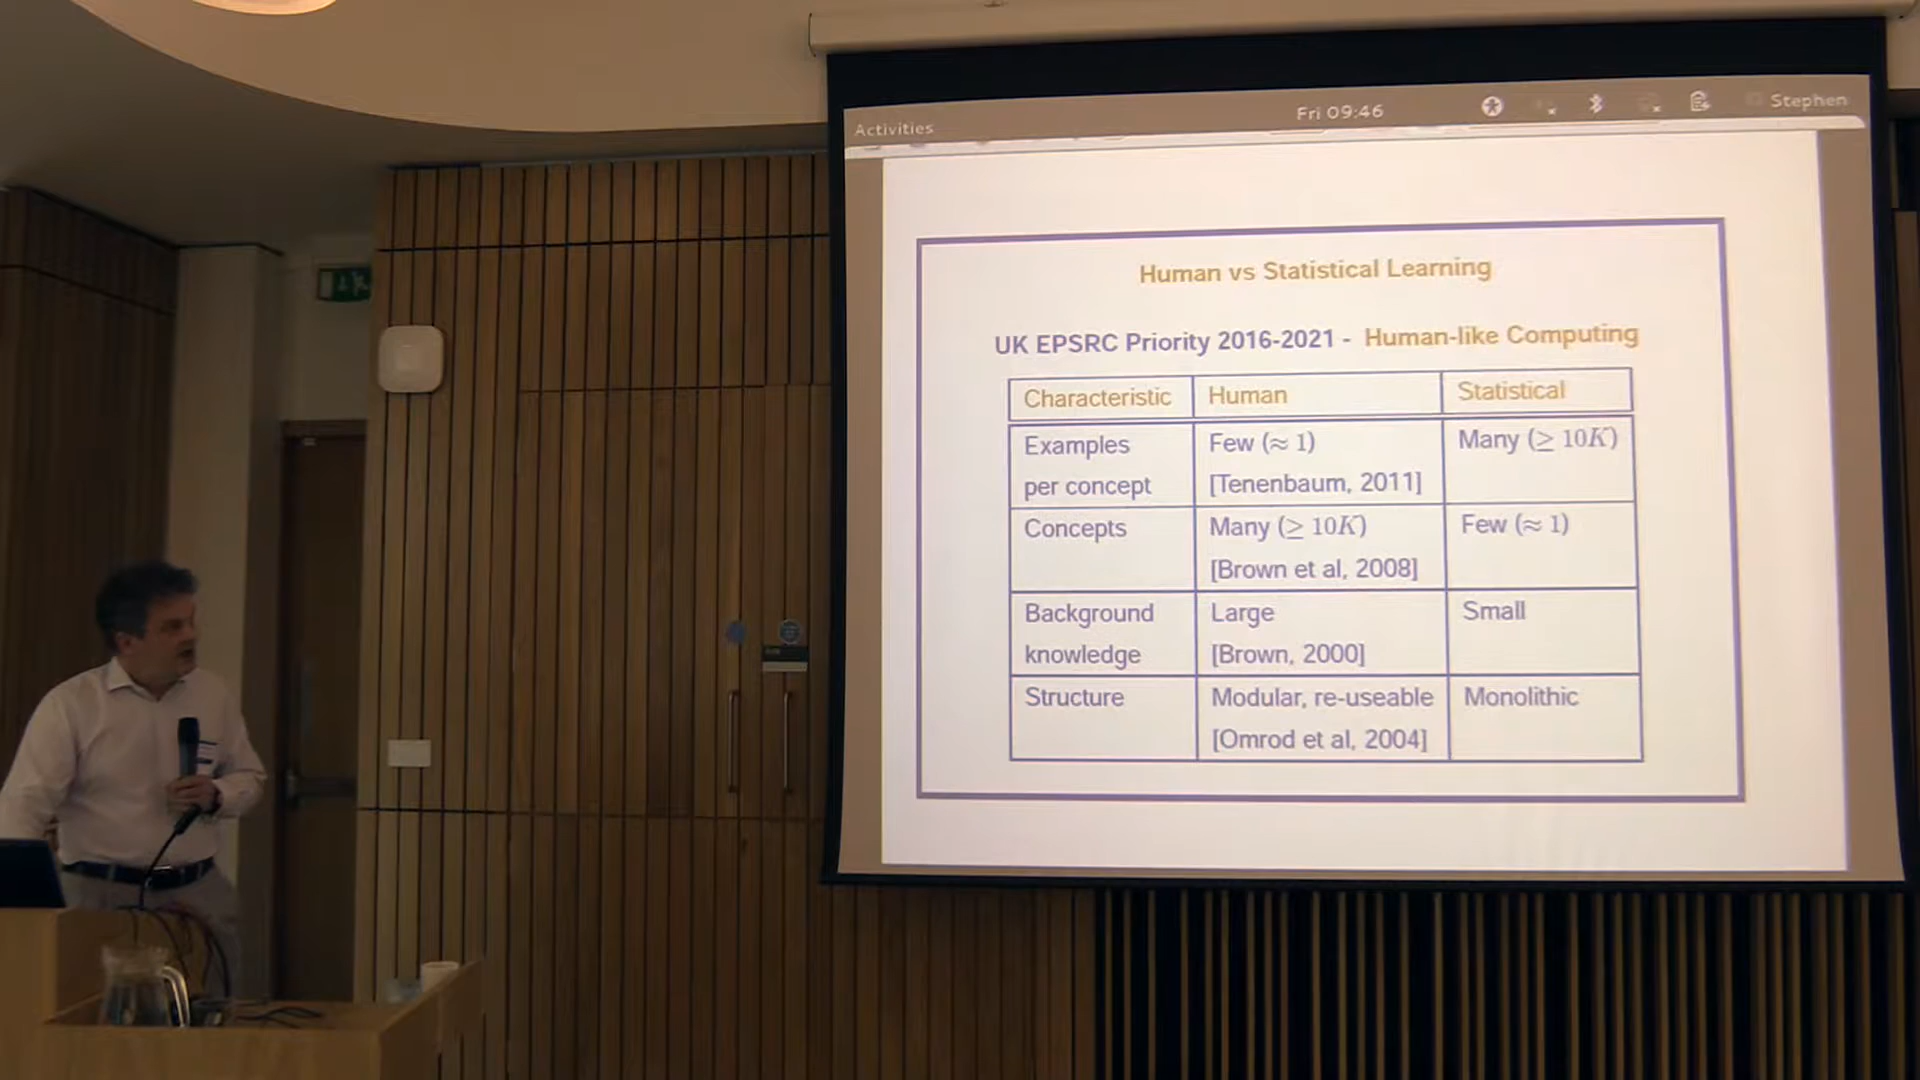 Activities
Fri 09:46
Stephen
Human vs Statistical Learning
UK EPSRC Priority 2016-2021 - Human-like Computing
Characteristic Human Statistical
Examples Few (≈ 1) Many (≥ 10K)
per concept [Tenenbaum, 2011]
Concepts Many (≥ 10K) Few (≈ 1)
[Brown et al, 2008]
Background Large Small
knowledge [Brown, 2000]
Structure Modular, re-useable Monolithic
[Omrod et al, 2004]